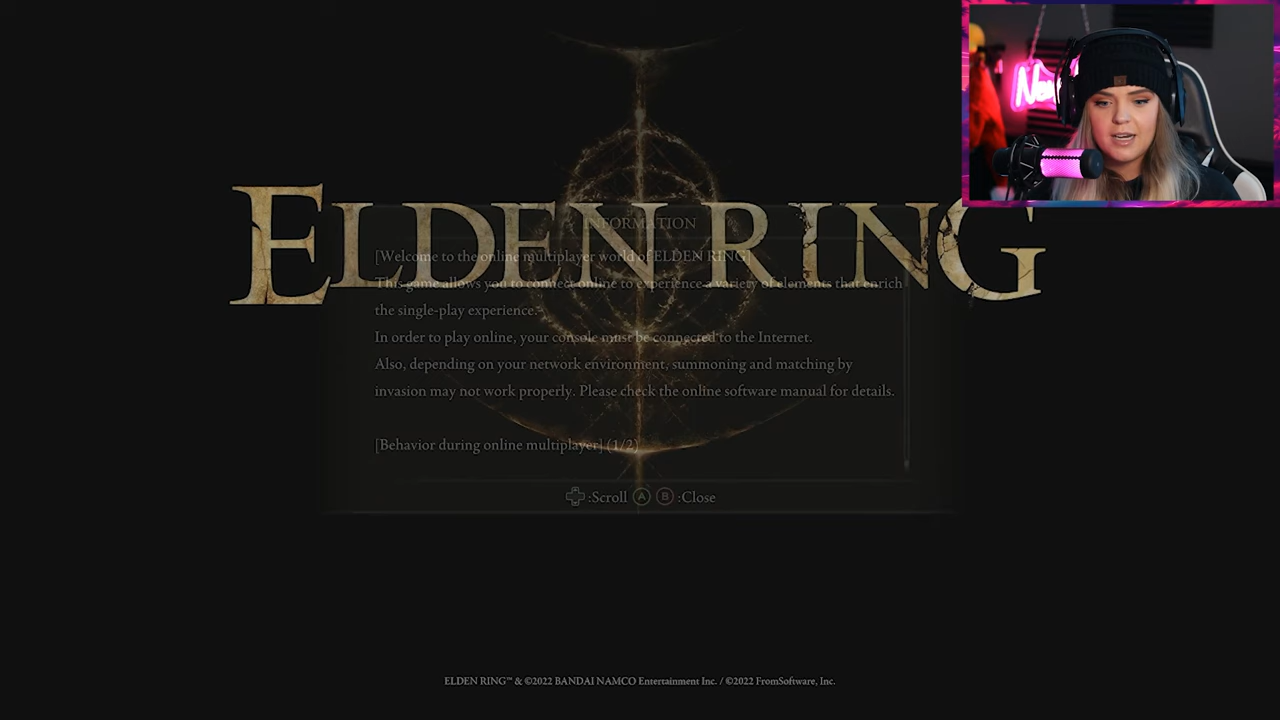 ELDEN RING
INFORMATION
[Welcome to the online multiplayer world of ELDEN RING]
This game allows you to connect online to experience a variety of elements that enrich
the single-play experience.
In order to play online, your console must be connected to the Internet.
Also, depending on your network environment, summoning and matching by
invasion may not work properly. Please check the online software manual for details.
[Behavior during online multiplayer] (1/2)
:Scroll A B :Close
ELDEN RING™ & ©2022 BANDAI NAMCO Entertainment Inc. / ©2022 FromSoftware, Inc.